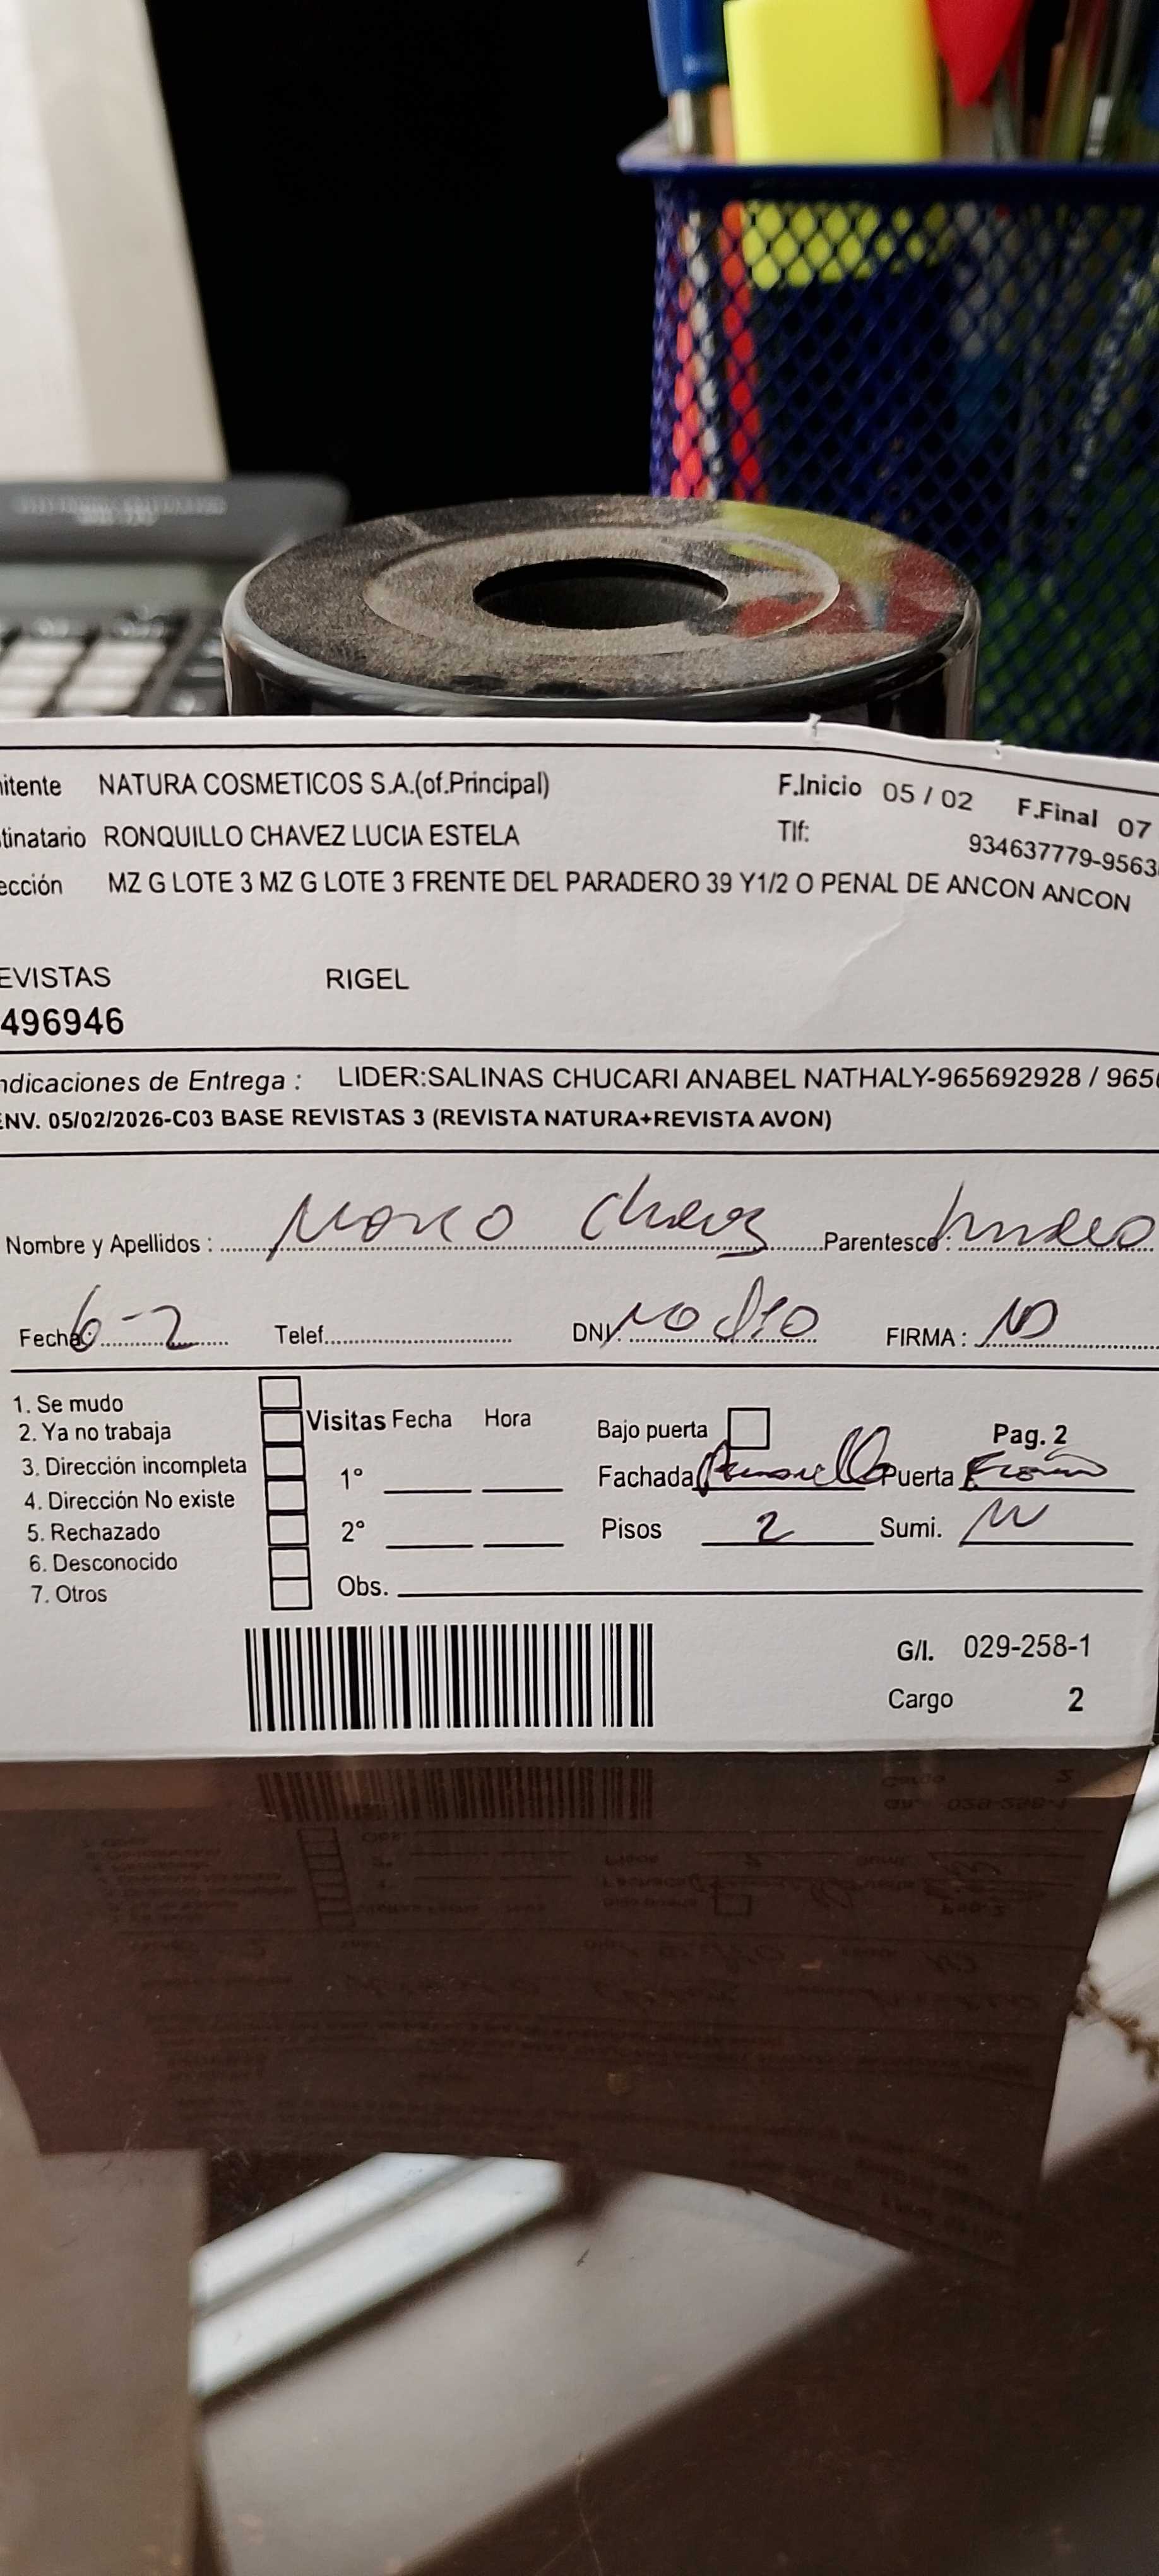 itente NATURA COSMETICOS S.A.(of.Principal) F.Inicio 05 / 02 F.Final 07
tinatario RONQUILLO CHAVEZ LUCIA ESTELA Tlf: 934637779-9563
ección MZ G LOTE 3 MZ G LOTE 3 FRENTE DEL PARADERO 39 Y1/2 O PENAL DE ANCON ANCON
EVISTAS RIGEL
496946
ndicaciones de Entrega : LIDER:SALINAS CHUCARI ANABEL NATHALY-965692928 / 965
ENV. 05/02/2026-C03 BASE REVISTAS 3 (REVISTA NATURA+REVISTA AVON)
Nombre y Apellidos : Parentesco :
Fecha: 6-2 Telef. DNI. NO DIO FIRMA :
1. Se mudo
2. Ya no trabaja Visitas Fecha Hora Bajo puerta Pag. 2
3. Dirección incompleta 1° Fachada Puerta
4. Dirección No existe
5. Rechazado 2° Pisos 2 Sumi.
6. Desconocido
7. Otros Obs.
G/I. 029-258-1
Cargo 2